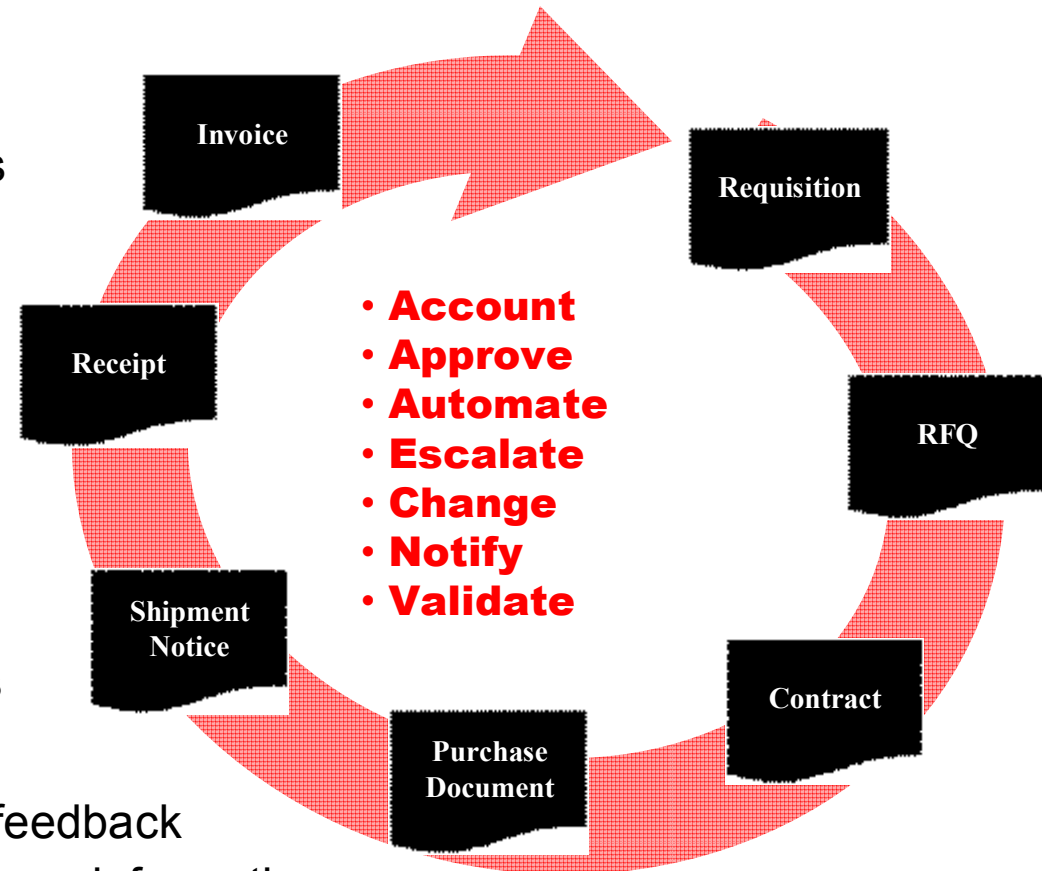 Invoice
Requisition
s
• Account
• Approve
• Automate
• Escalate
• Change
• Notify
• Validate
Receipt
RFQ
Shipment
Notice
Contract
Purchase
Document
feedback